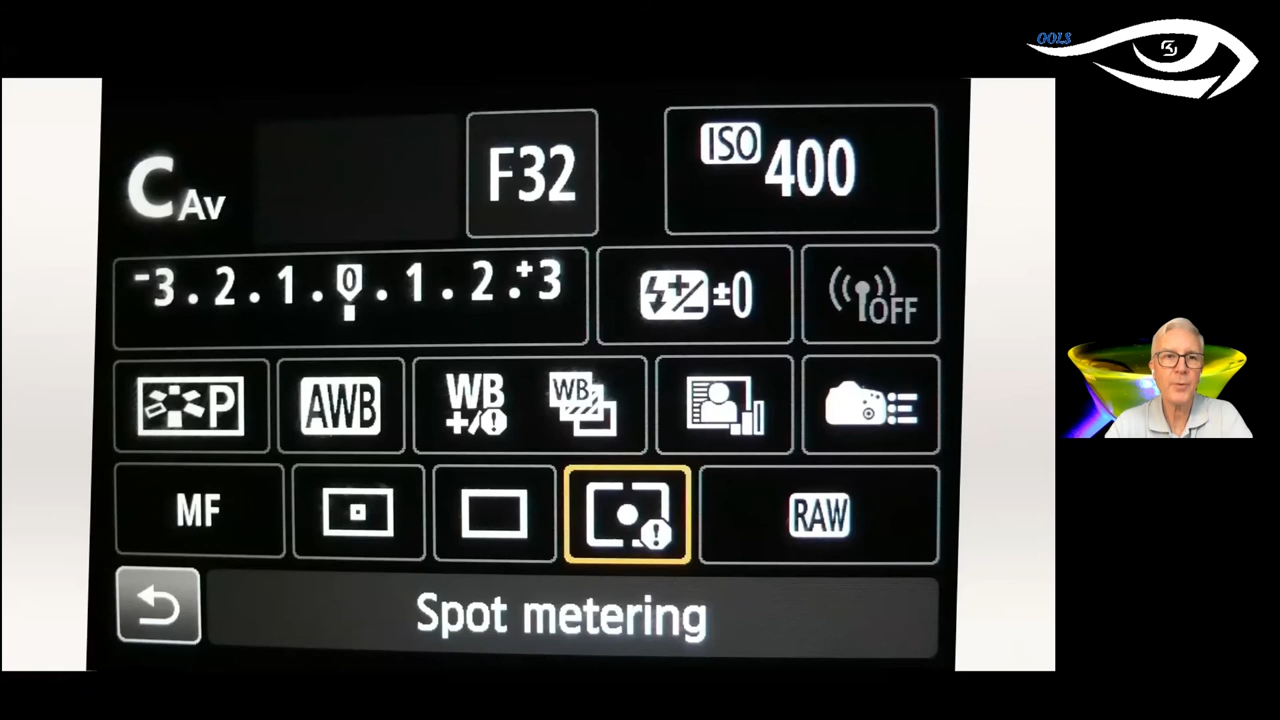 OOLS
C Av F32 ISO 400
-3.2.1.0.1.2.+3 ±0 OFF
P AWB WB +/- WB
MF RAW
Spot metering